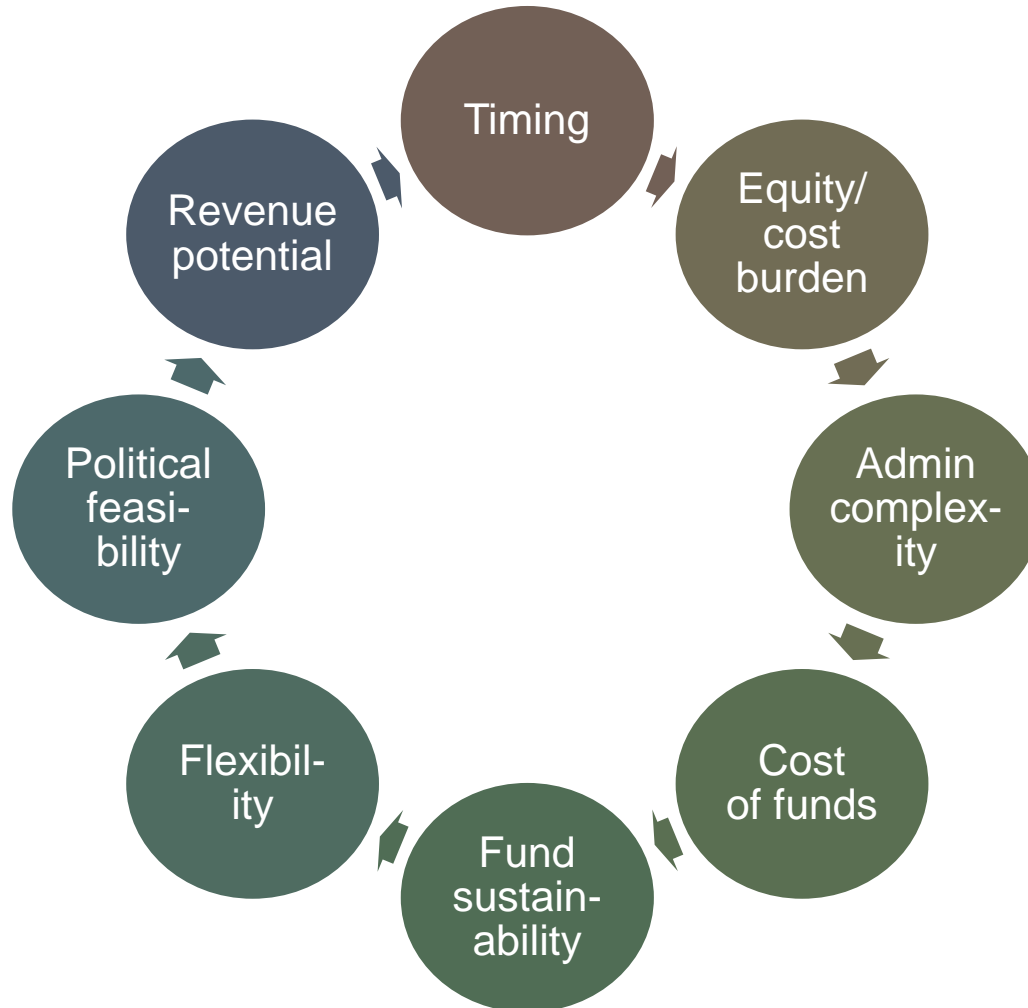 Timing
Equity/
cost
burden
Admin
complex-
ity
Cost
of funds
Fund
sustain-
ability
Flexibil-
ity
Political
feasi-
bility
Revenue
potential